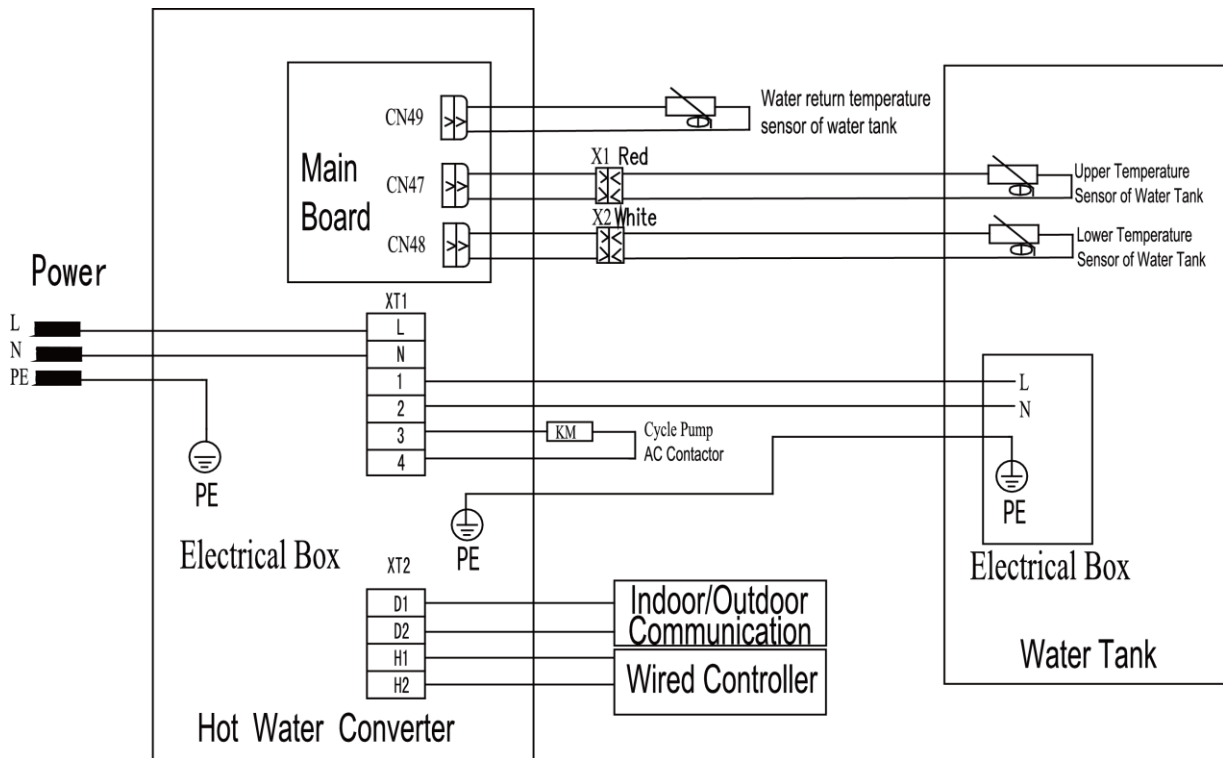 CN49
Water return temperature
sensor of water tank
Main
Board
CN47
X1 Red
Upper Temperature
Sensor of Water Tank
CN48
X2 White
Lower Temperature
Sensor of Water Tank
Power
L
N
PE
XT1
L
N
1
2
3
4
L
N
KM
Cycle Pump
AC Contactor
PE
PE
PE
Electrical Box
Electrical Box
XT2
D1
D2
H1
H2
Indoor/Outdoor
Communication
Wired Controller
Water Tank
Hot Water Converter